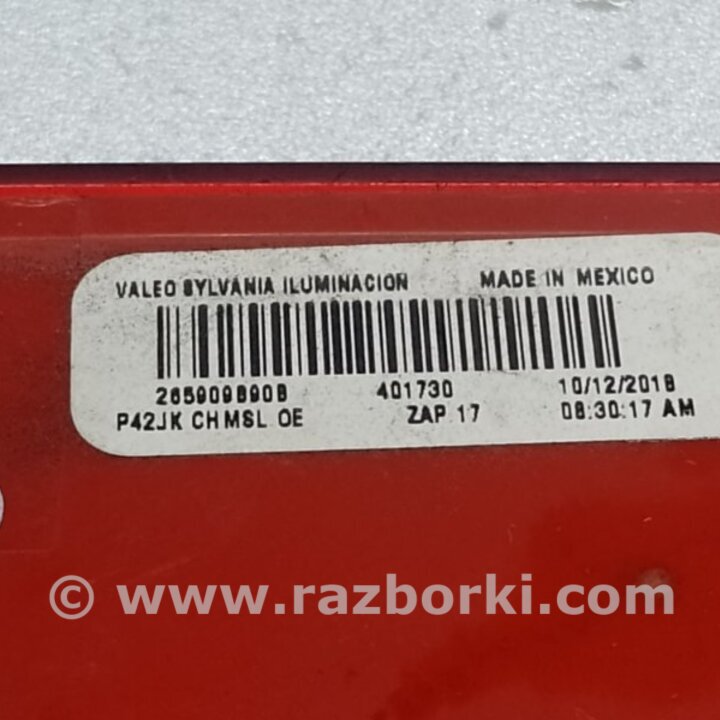 VALEO SYLVANIA ILUMINACION MADE IN MEXICO
265909B90B 401730 10/12/2018
P42JK CHMSL OE ZAP 17 08:30:17 AM
© www.razborki.com